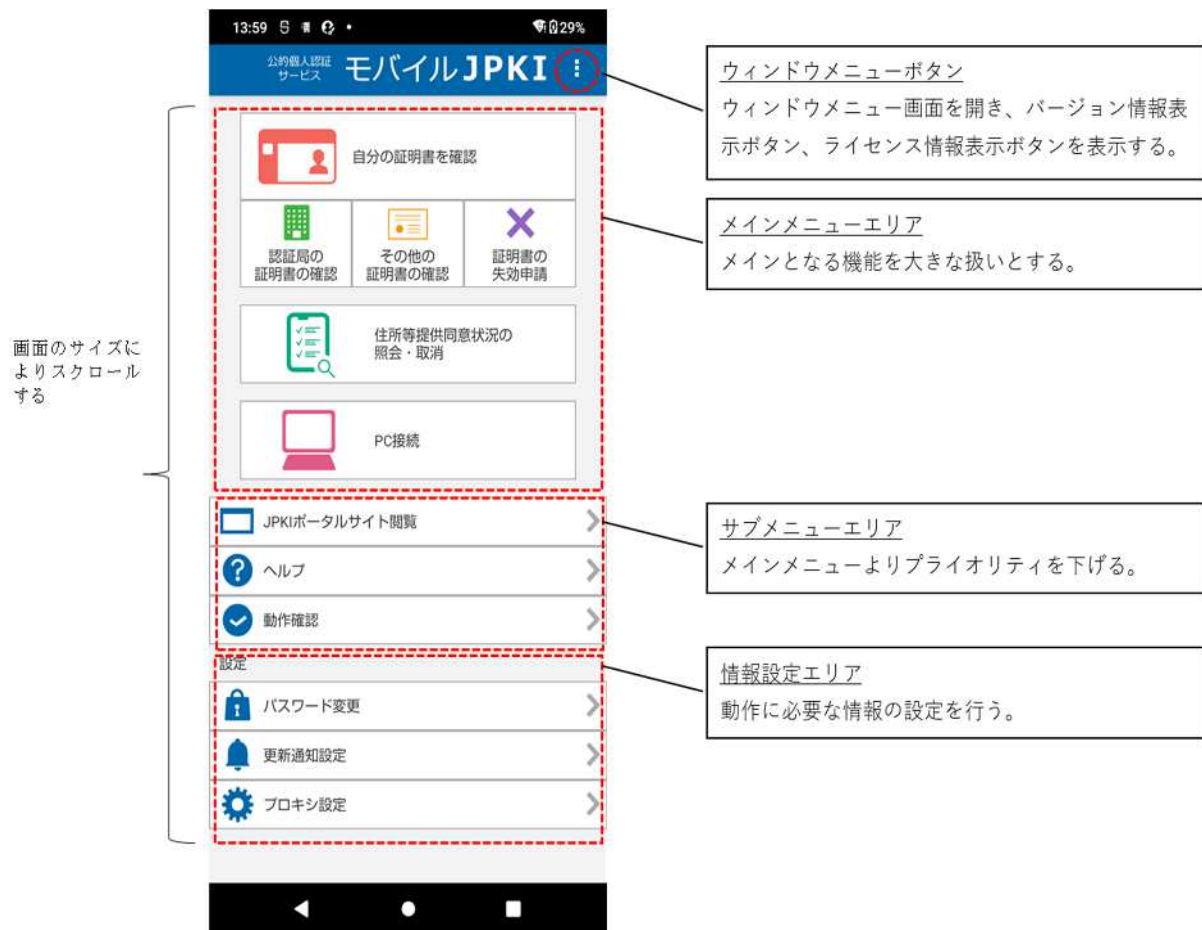 13:59
29%
公的個人認証
サービス
モバイルJPKI
自分の証明書を確認
認証局の
証明書の確認
その他の
証明書の確認
証明書の
失効申請
住所等提供同意状況の
照会・取消
PC接続
JPKIポータルサイト閲覧
ヘルプ
動作確認
設定
パスワード変更
更新通知設定
プロキシ設定
画面のサイズに
よりスクロール
する
ウィンドウメニューボタン
ウィンドウメニュー画面を開き、バージョン情報表
示ボタン、ライセンス情報表示ボタンを表示する。
メインメニューエリア
メインとなる機能を大きな扱いとする。
サブメニューエリア
メインメニューよりプライオリティを下げる。
情報設定エリア
動作に必要な情報の設定を行う。